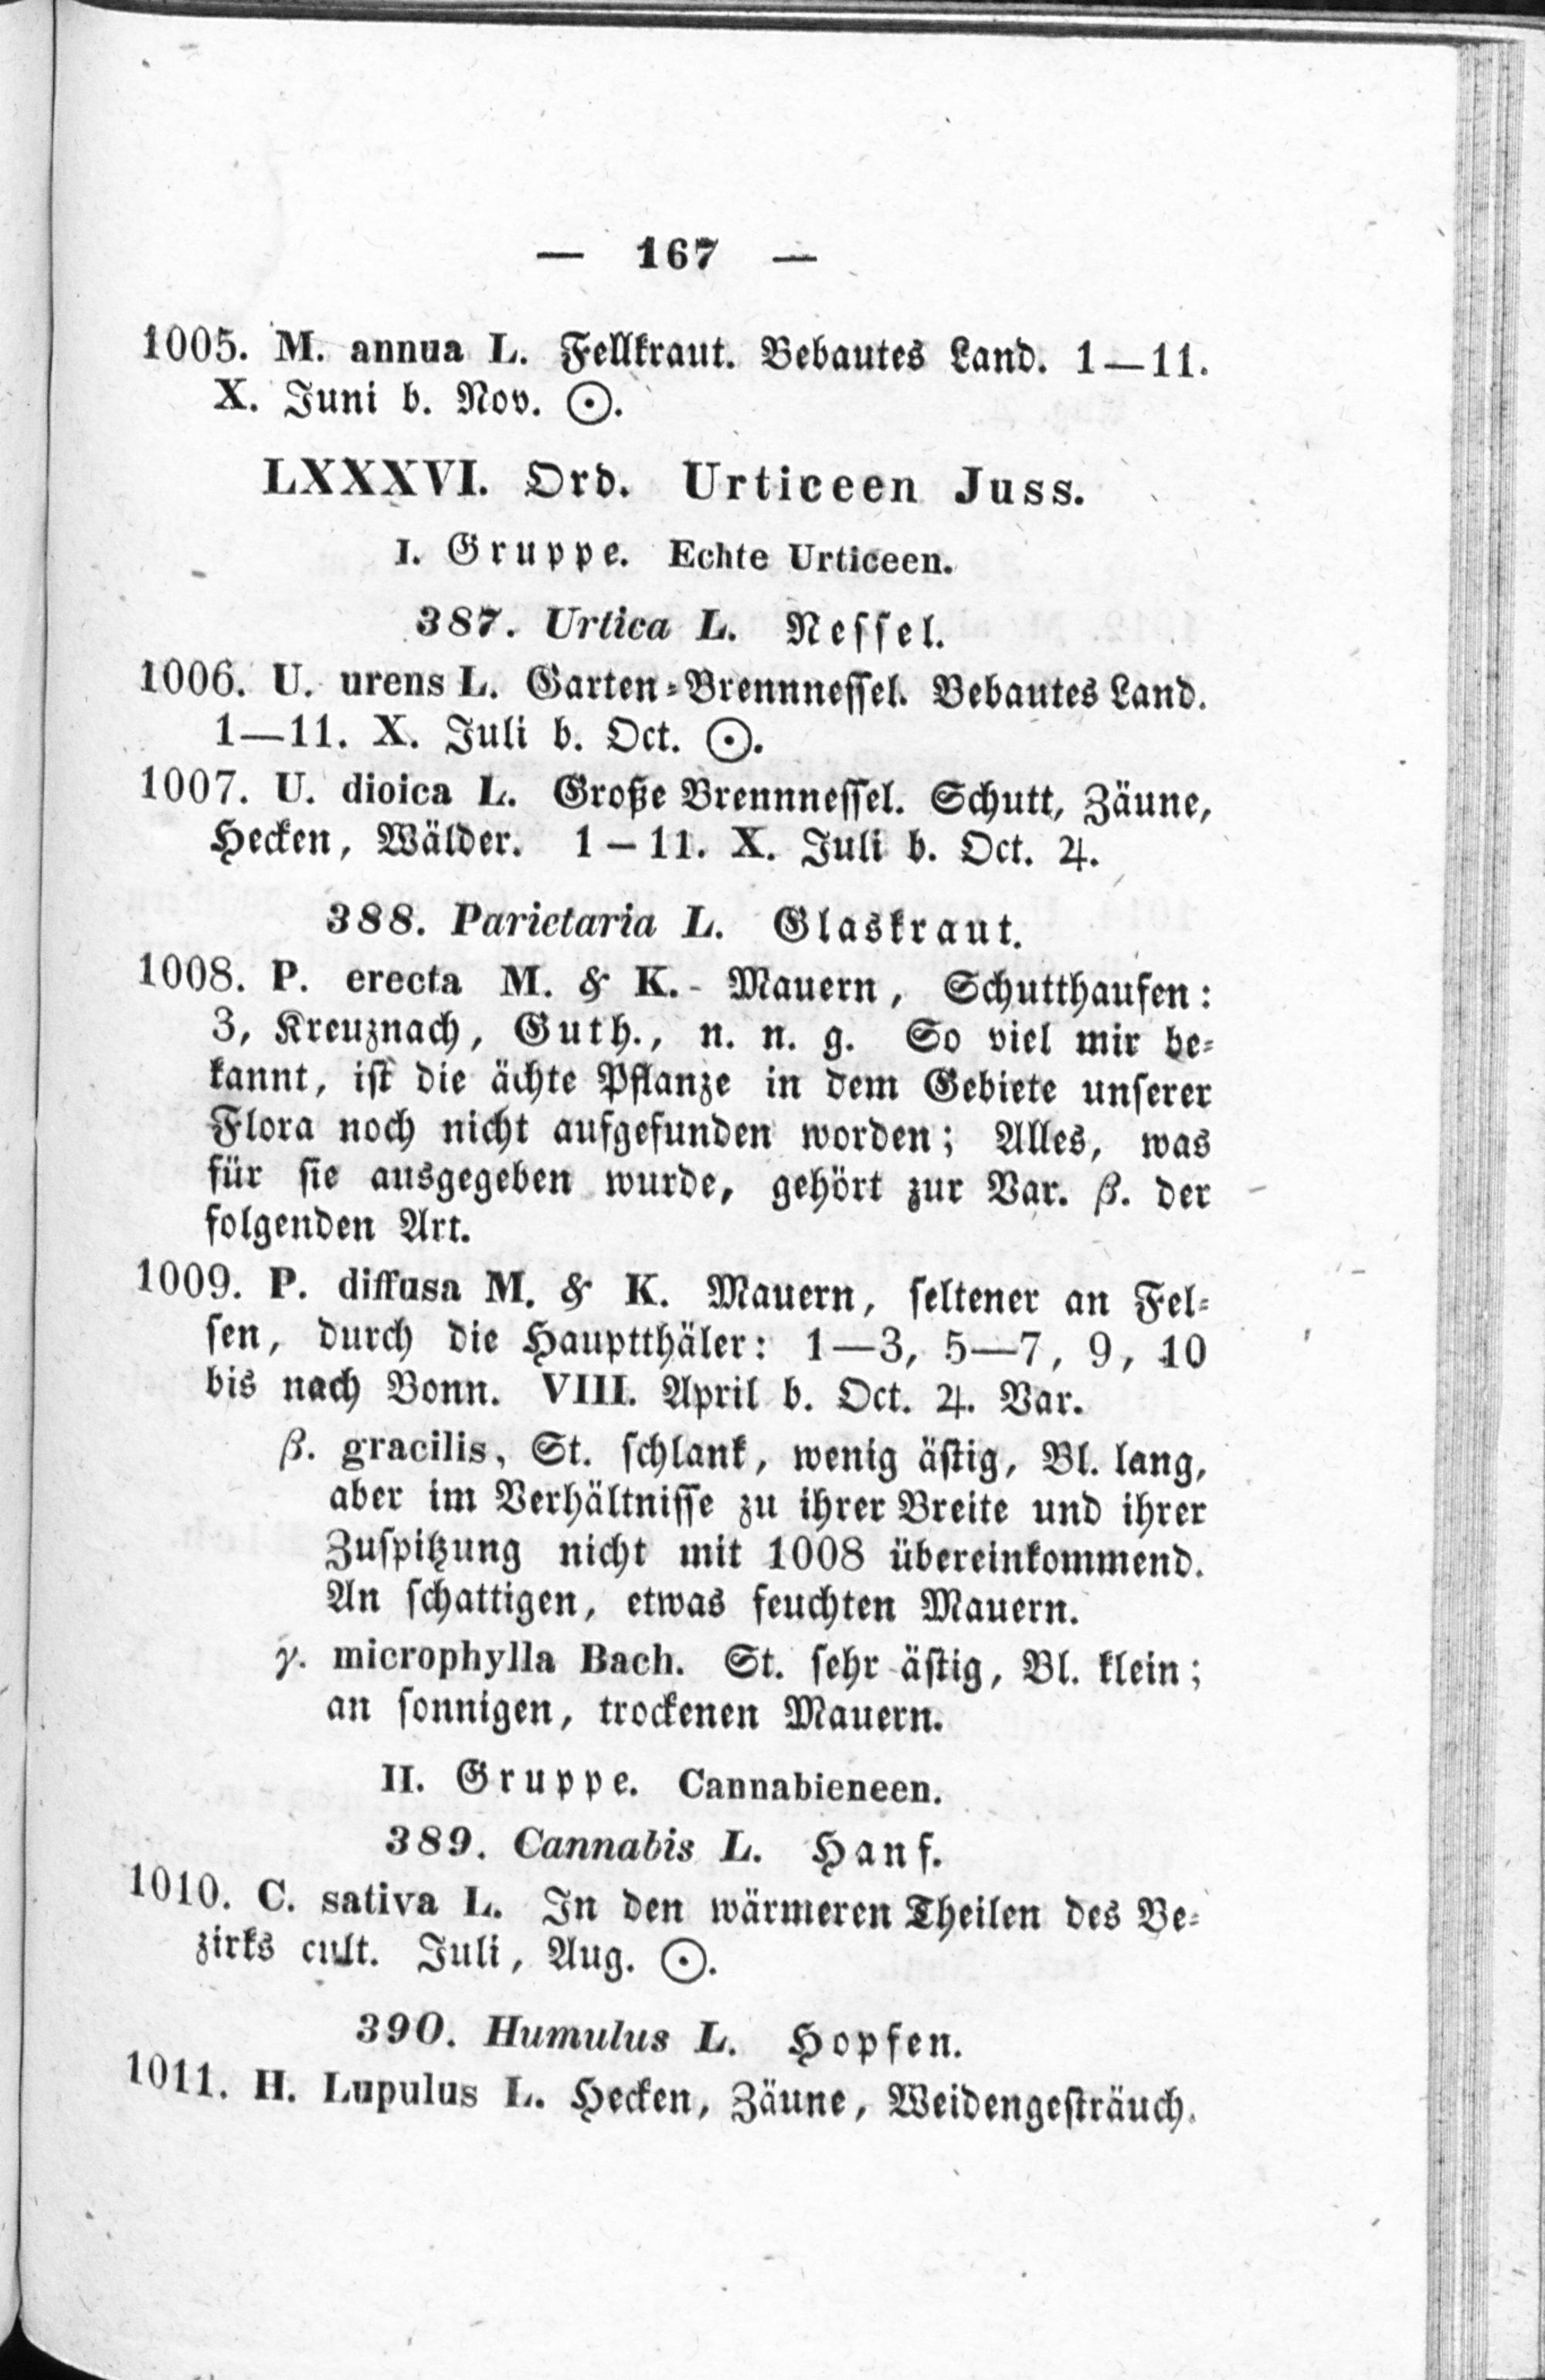 — 167 —
1005. M. annua L. Fellkraut. Bebautes Land. 1—11.
X. Juni b. Nov. ⊙.
LXXXVI. Ord. Urticeen Juss.
I. Gruppe. Echte Urticeen.
387. Urtica L. Nessel.
1006. U. urens L. Garten-Brennnessel. Bebautes Land.
1—11. X. Juli b. Oct. ⊙.
1007. U. dioica L. Große Brennnessel. Schutt, Zäune,
Hecken, Wälder. 1–11. X. Juli b. Oct. ♃.
388. Parietaria L. Glaskraut.
1008. P. erecta M. & K. - Mauern, Schutthaufen:
3, Kreuznach, Guth., n. n. g. So viel mir be-
kannt, ist die ächte Pflanze in dem Gebiete unserer
Flora noch nicht aufgefunden worden; Alles, was
für sie ausgegeben wurde, gehört zur Var. β. der
folgenden Art.
1009. P. diffusa M. & K. Mauern, seltener an Fel-
sen, durch die Hauptthäler: 1—3, 5—7, 9, 10
bis nach Bonn. VIII. April b. Oct. ♃. Var.
β. gracilis, St. schlank, wenig ästig, Bl. lang,
aber im Verhältnisse zu ihrer Breite und ihrer
Zuspitzung nicht mit 1008 übereinkommend.
An schattigen, etwas feuchten Mauern.
γ. microphylla Bach. St. sehr ästig, Bl. klein;
an sonnigen, trockenen Mauern.
II. Gruppe. Cannabieneen.
389. Cannabis L. Hanf.
1010. C. sativa L. In den wärmeren Theilen des Be-
zirks cult. Juli, Aug. ⊙.
390. Humulus L. Hopfen.
1011. H. Lupulus L. Hecken, Zäune, Weidengesträuch.